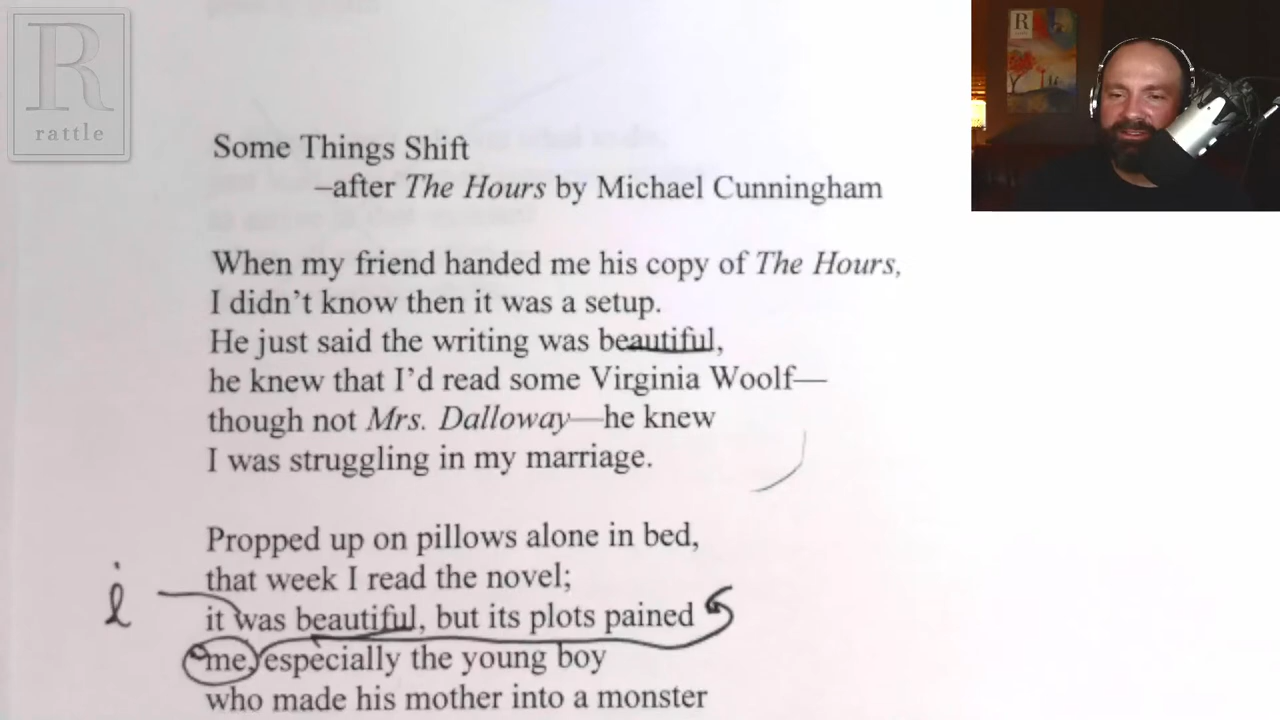 R
rattle
R
Some Things Shift
–after The Hours by Michael Cunningham
When my friend handed me his copy of The Hours,
I didn't know then it was a setup.
He just said the writing was beautiful,
he knew that I'd read some Virginia Woolf—
though not Mrs. Dalloway—he knew
I was struggling in my marriage.
Propped up on pillows alone in bed,
that week I read the novel;
it was beautiful, but its plots pained
me, especially the young boy
who made his mother into a monster